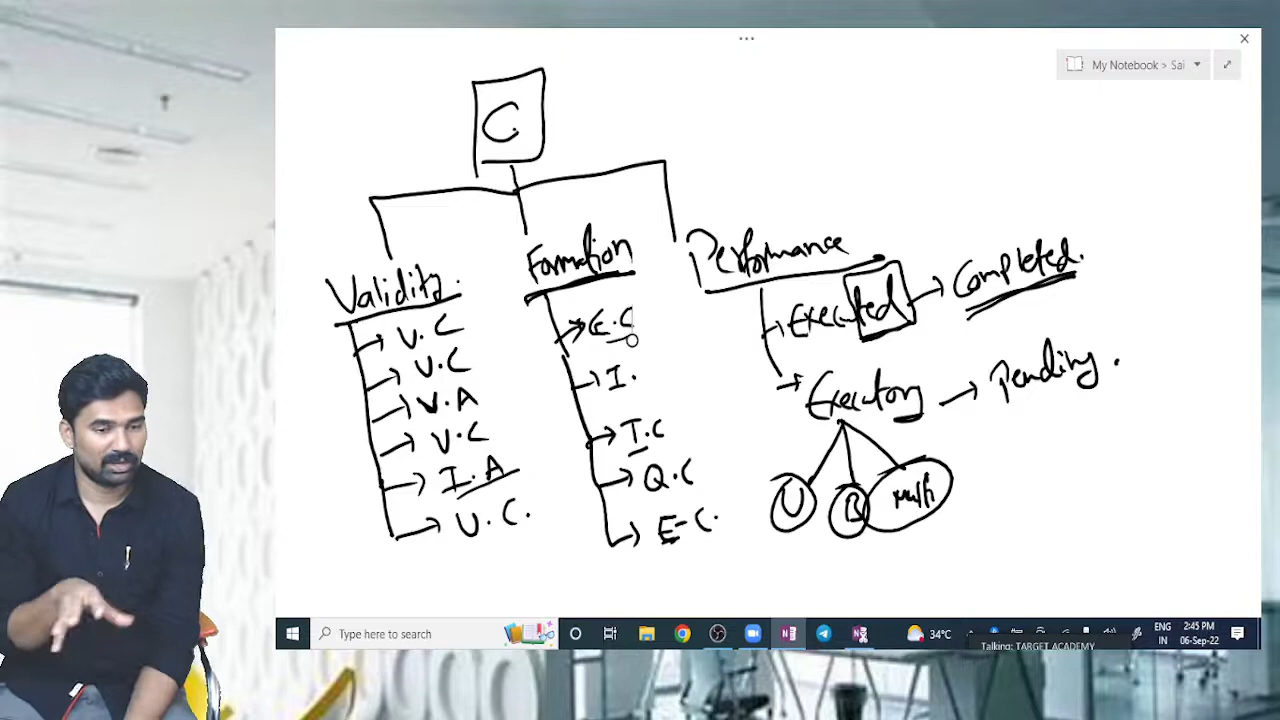 My Notebook > Sai
C.
Validity.
V.C
V.C
V.A
V.C
I.A
U.C.
Formation
E.C
I.
I.C
Q.C
E-C.
Performance
Executed → Completed.
Executory → Pending.
U
B
Multi
Type here to search
34°C
ENG
IN
2:45 PM
06-Sep-22
Talking: TARGET ACADEMY